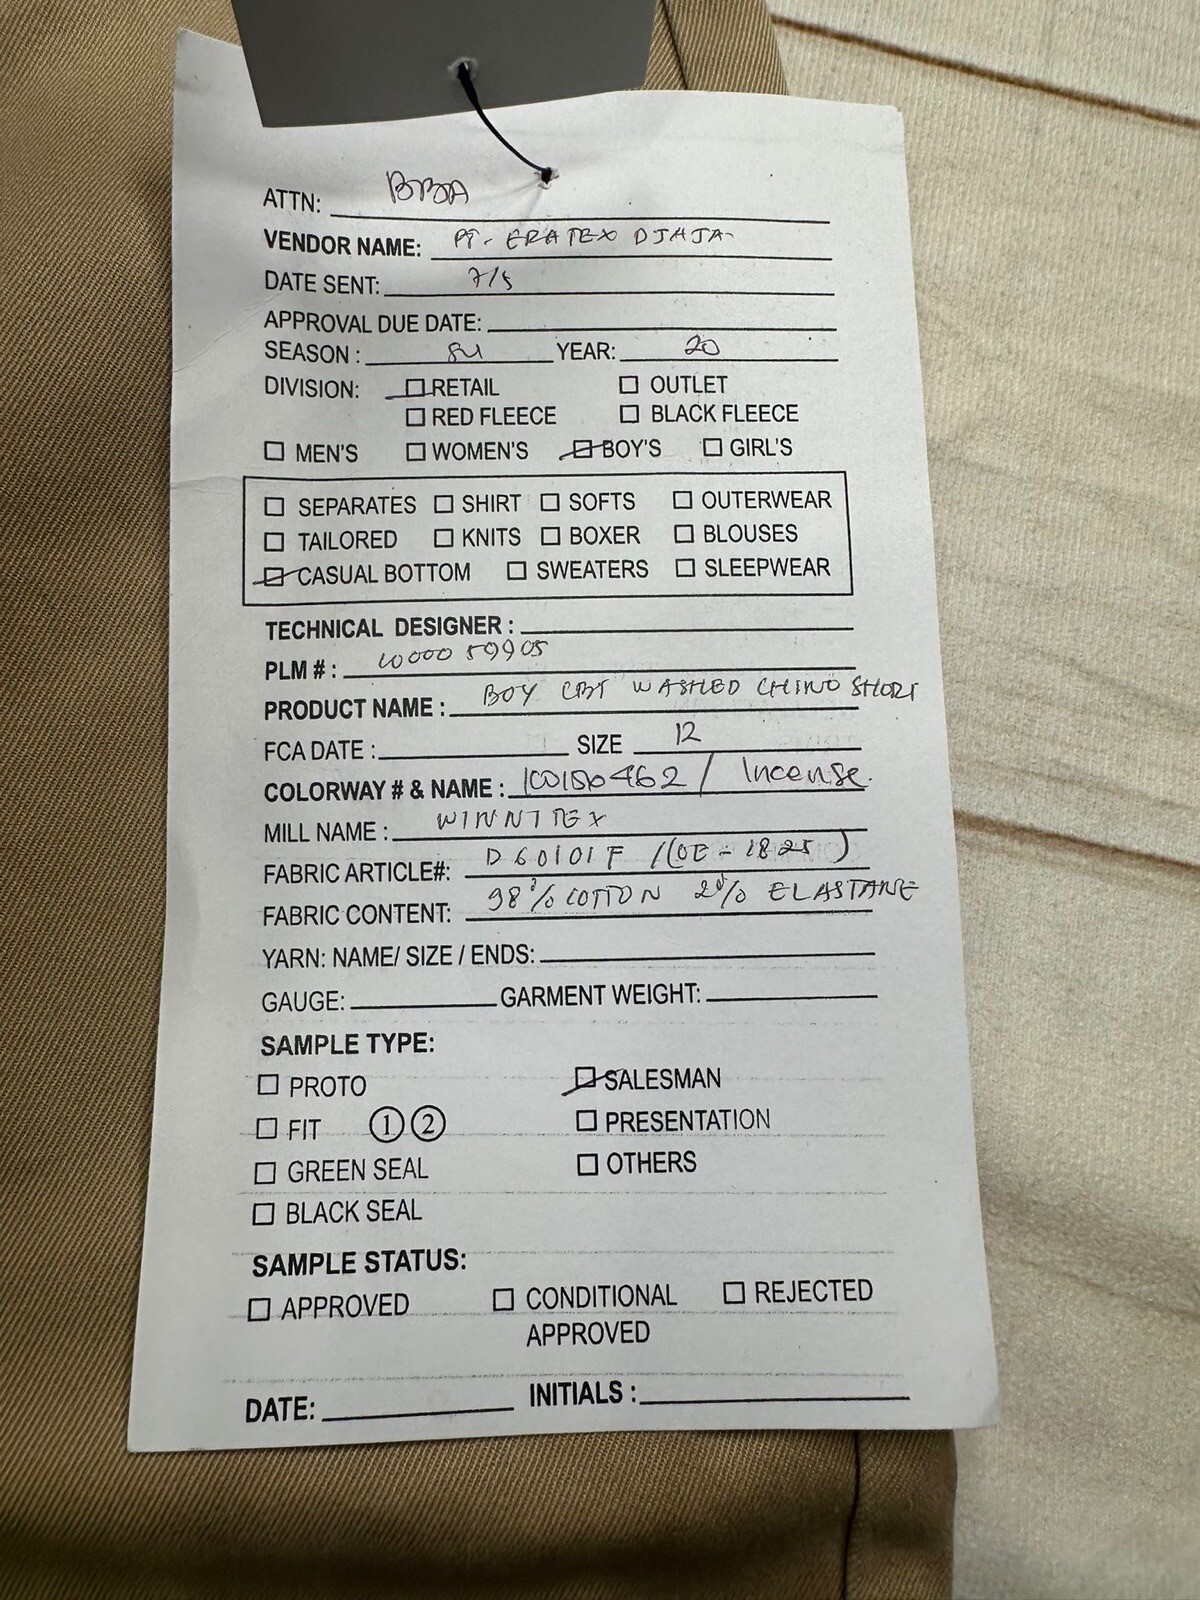 ATTN: BBA
VENDOR NAME: PT. ERATEX DJAJA
DATE SENT: 7/5
APPROVAL DUE DATE:
SEASON : SU YEAR: 20
DIVISION: RETAIL OUTLET
RED FLEECE BLACK FLEECE
MEN'S WOMEN'S BOY'S GIRL'S
SEPARATES SHIRT SOFTS OUTERWEAR
TAILORED KNITS BOXER BLOUSES
CASUAL BOTTOM SWEATERS SLEEPWEAR
TECHNICAL DESIGNER :
PLM # : 1000059905
PRODUCT NAME : BOY CBT WASHED CHINO SHORT
FCA DATE : SIZE 12
COLORWAY # & NAME : 100150462 / Incense.
MILL NAME : WINNITEX
FABRIC ARTICLE#: D60101F /(OE-1825)
FABRIC CONTENT: 98% COTTON 2% ELASTANE
YARN: NAME/ SIZE / ENDS:
GAUGE: GARMENT WEIGHT:
SAMPLE TYPE:
PROTO SALESMAN
FIT 1 2 PRESENTATION
GREEN SEAL OTHERS
BLACK SEAL
SAMPLE STATUS:
APPROVED CONDITIONAL REJECTED
APPROVED
DATE: INITIALS :